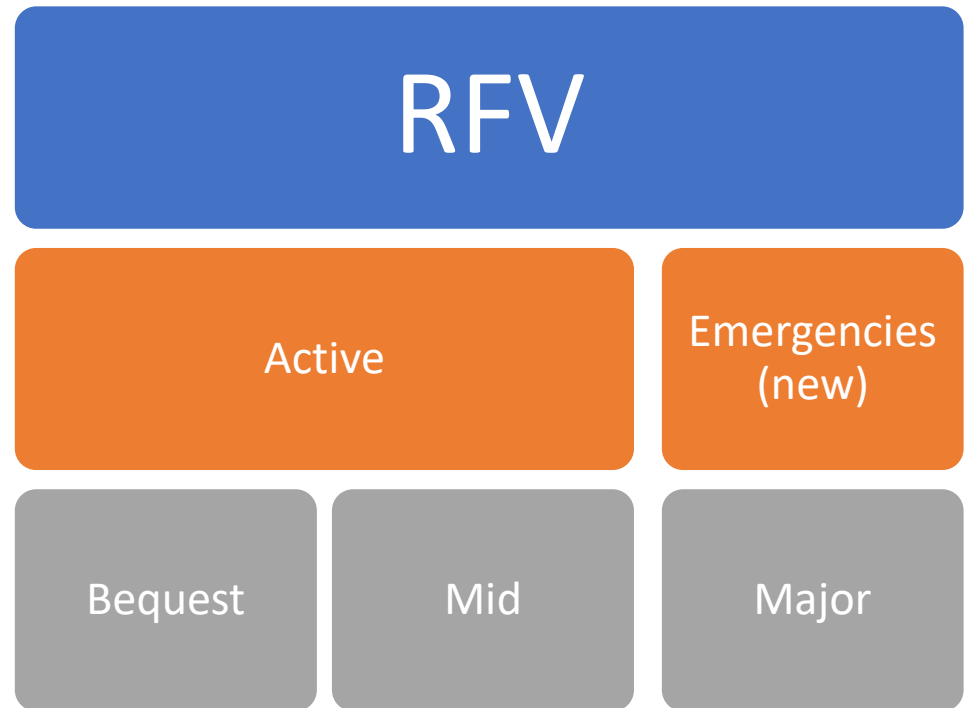 RFV
Active
Emergencies
(new)
Bequest
Mid
Major